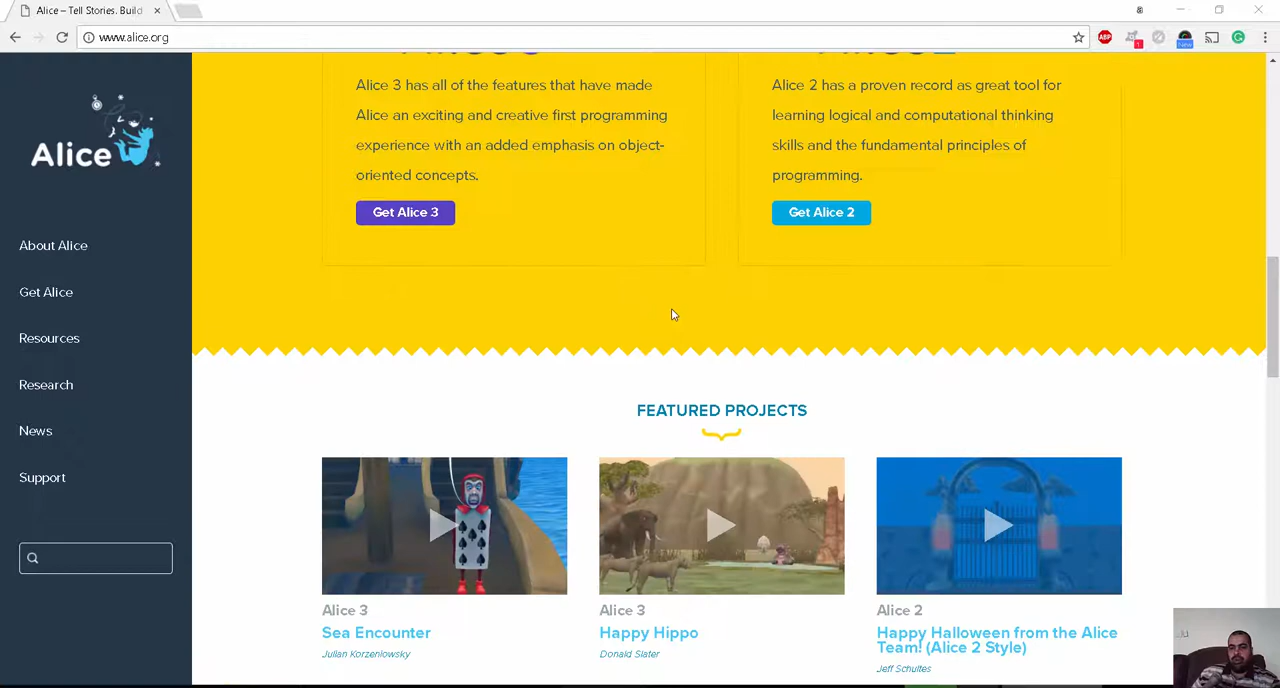 Alice – Tell Stories. Build
www.alice.org
Alice
About Alice
Get Alice
Resources
Research
News
Support
Alice 3 has all of the features that have made
Alice an exciting and creative first programming
experience with an added emphasis on object-
oriented concepts.
Get Alice 3
Alice 2 has a proven record as great tool for
learning logical and computational thinking
skills and the fundamental principles of
programming.
Get Alice 2
FEATURED PROJECTS
Alice 3
Sea Encounter
Julian Korzeniowsky
Alice 3
Happy Hippo
Donald Slater
Alice 2
Happy Halloween from the Alice
Team! (Alice 2 Style)
Jeff Schultes
ABP
1
New